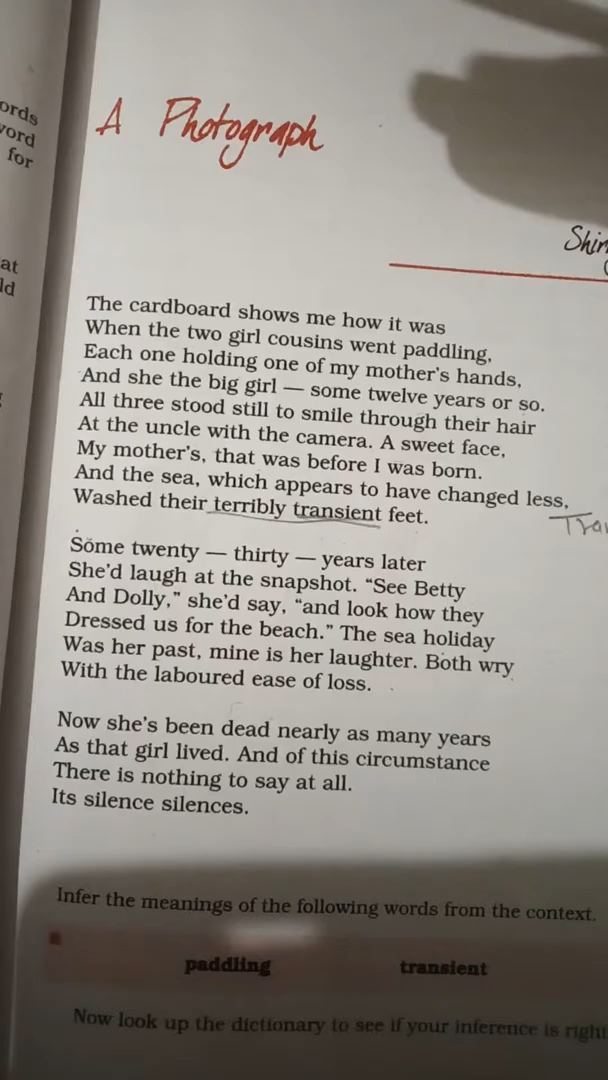 ords
word
for
at
ld
A Photograph
The cardboard shows me how it was
When the two girl cousins went paddling,
Each one holding one of my mother's hands,
And she the big girl — some twelve years or so.
All three stood still to smile through their hair
At the uncle with the camera. A sweet face,
My mother's, that was before I was born.
And the sea, which appears to have changed less,
Washed their terribly transient feet.
Some twenty — thirty — years later
She'd laugh at the snapshot. “See Betty
And Dolly,” she'd say, “and look how they
Dressed us for the beach.” The sea holiday
Was her past, mine is her laughter. Both wry
With the laboured ease of loss.
Now she's been dead nearly as many years
As that girl lived. And of this circumstance
There is nothing to say at all.
Its silence silences.
Infer the meanings of the following words from the context.
paddling transient
Now look up the dictionary to see if your inference is right